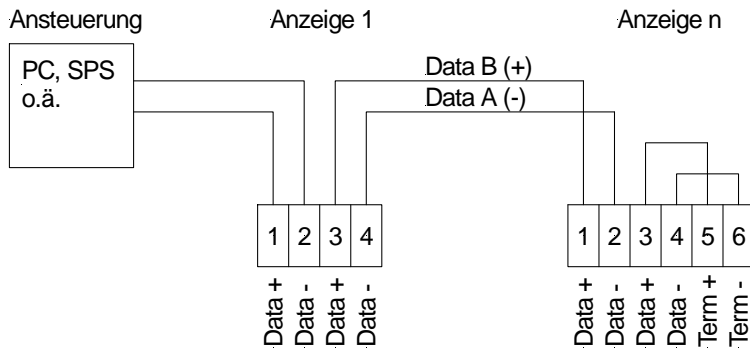 Ansteuerung
Anzeige 1
Anzeige n
PC, SPS
o.ä.
Data B (+)
Data A (-)
1 2 3 4
1 2 3 4 5 6
Data +
Data -
Data +
Data -
Data +
Data -
Data +
Data -
Term +
Term -